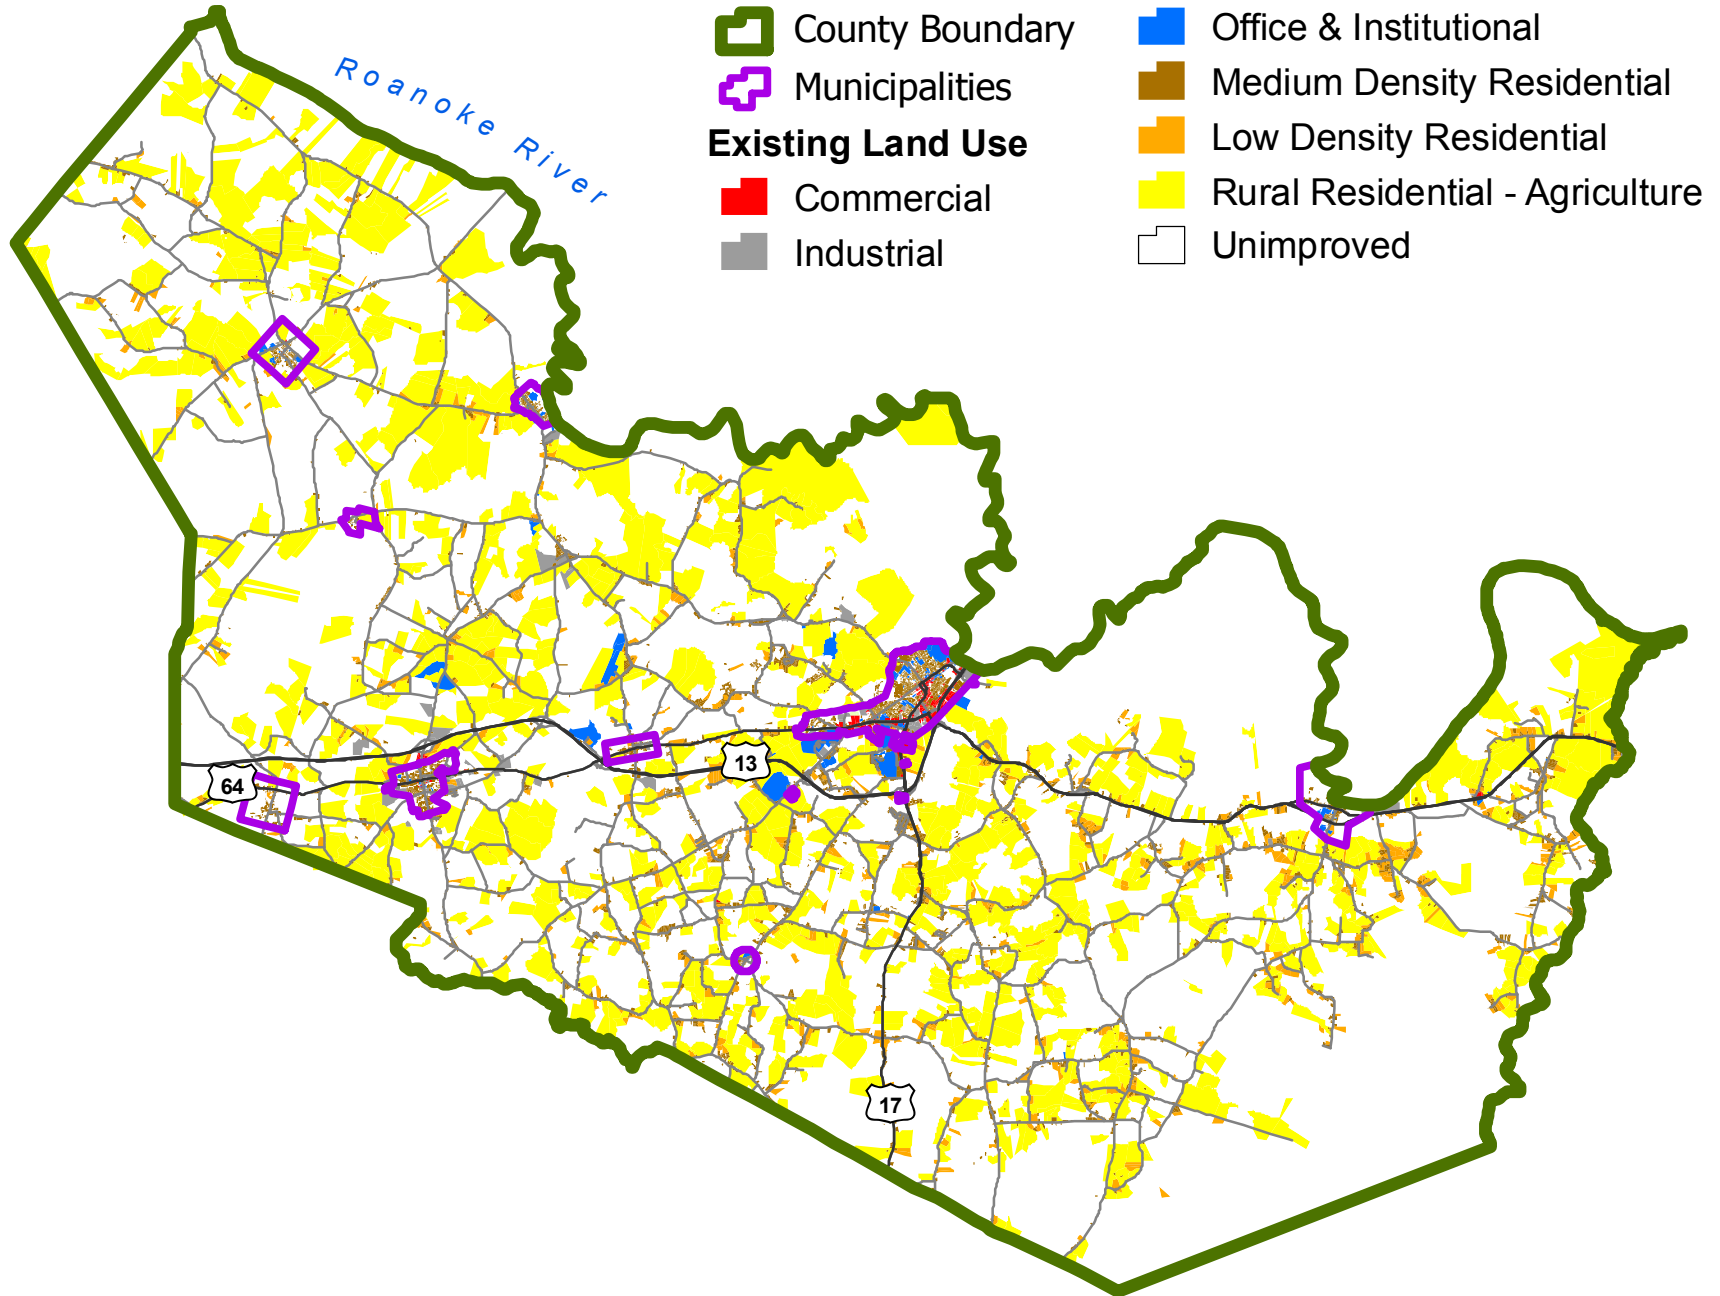 County Boundary
Municipalities
Existing Land Use
Commercial
Industrial
Office & Institutional
Medium Density Residential
Low Density Residential
Rural Residential - Agriculture
Unimproved
Roanoke River
13
64
17